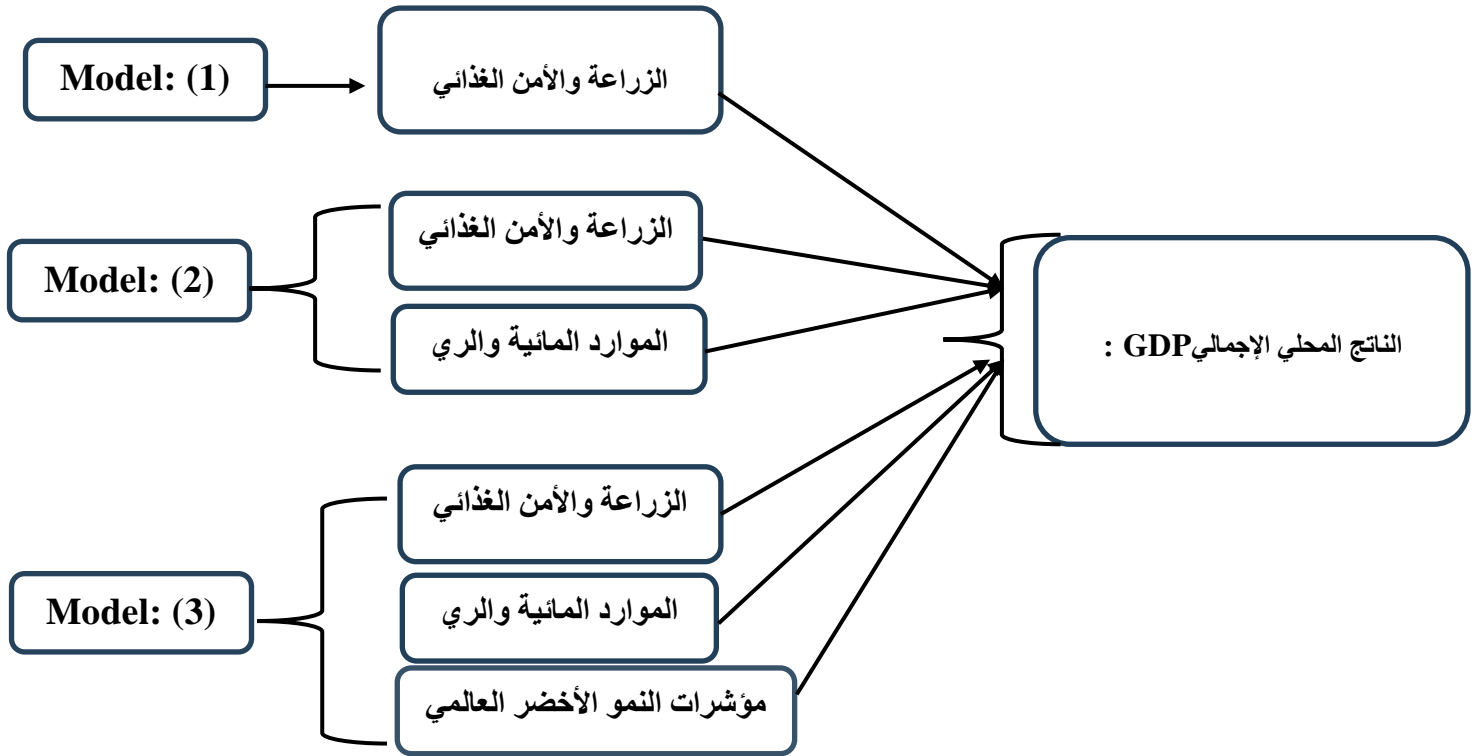 Model: (1)
الزراعة والأمن الغذائي
Model: (2)
الزراعة والأمن الغذائي
الموارد المائية والري
الناتج المحلي الإجماليGDP :
Model: (3)
الزراعة والأمن الغذائي
الموارد المائية والري
مؤشرات النمو الأخضر العالمي